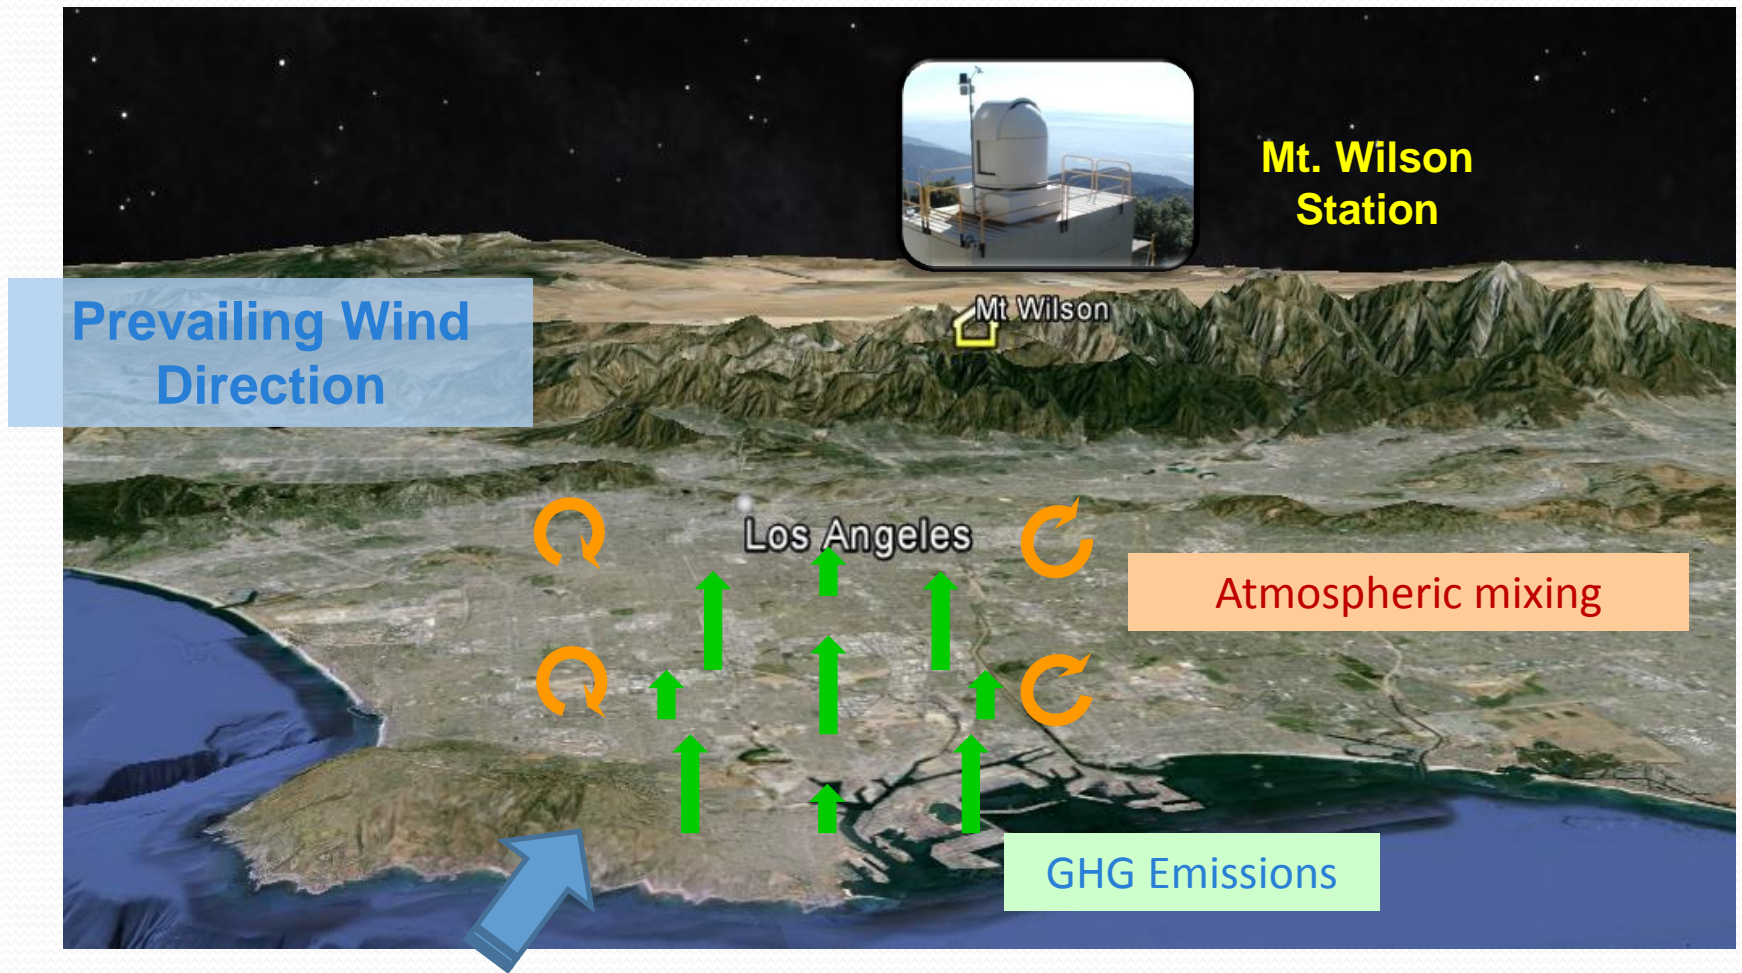 Mt. Wilson
Station
Prevailing Wind
Direction
Mt Wilson
Los Angeles
Atmospheric mixing
GHG Emissions